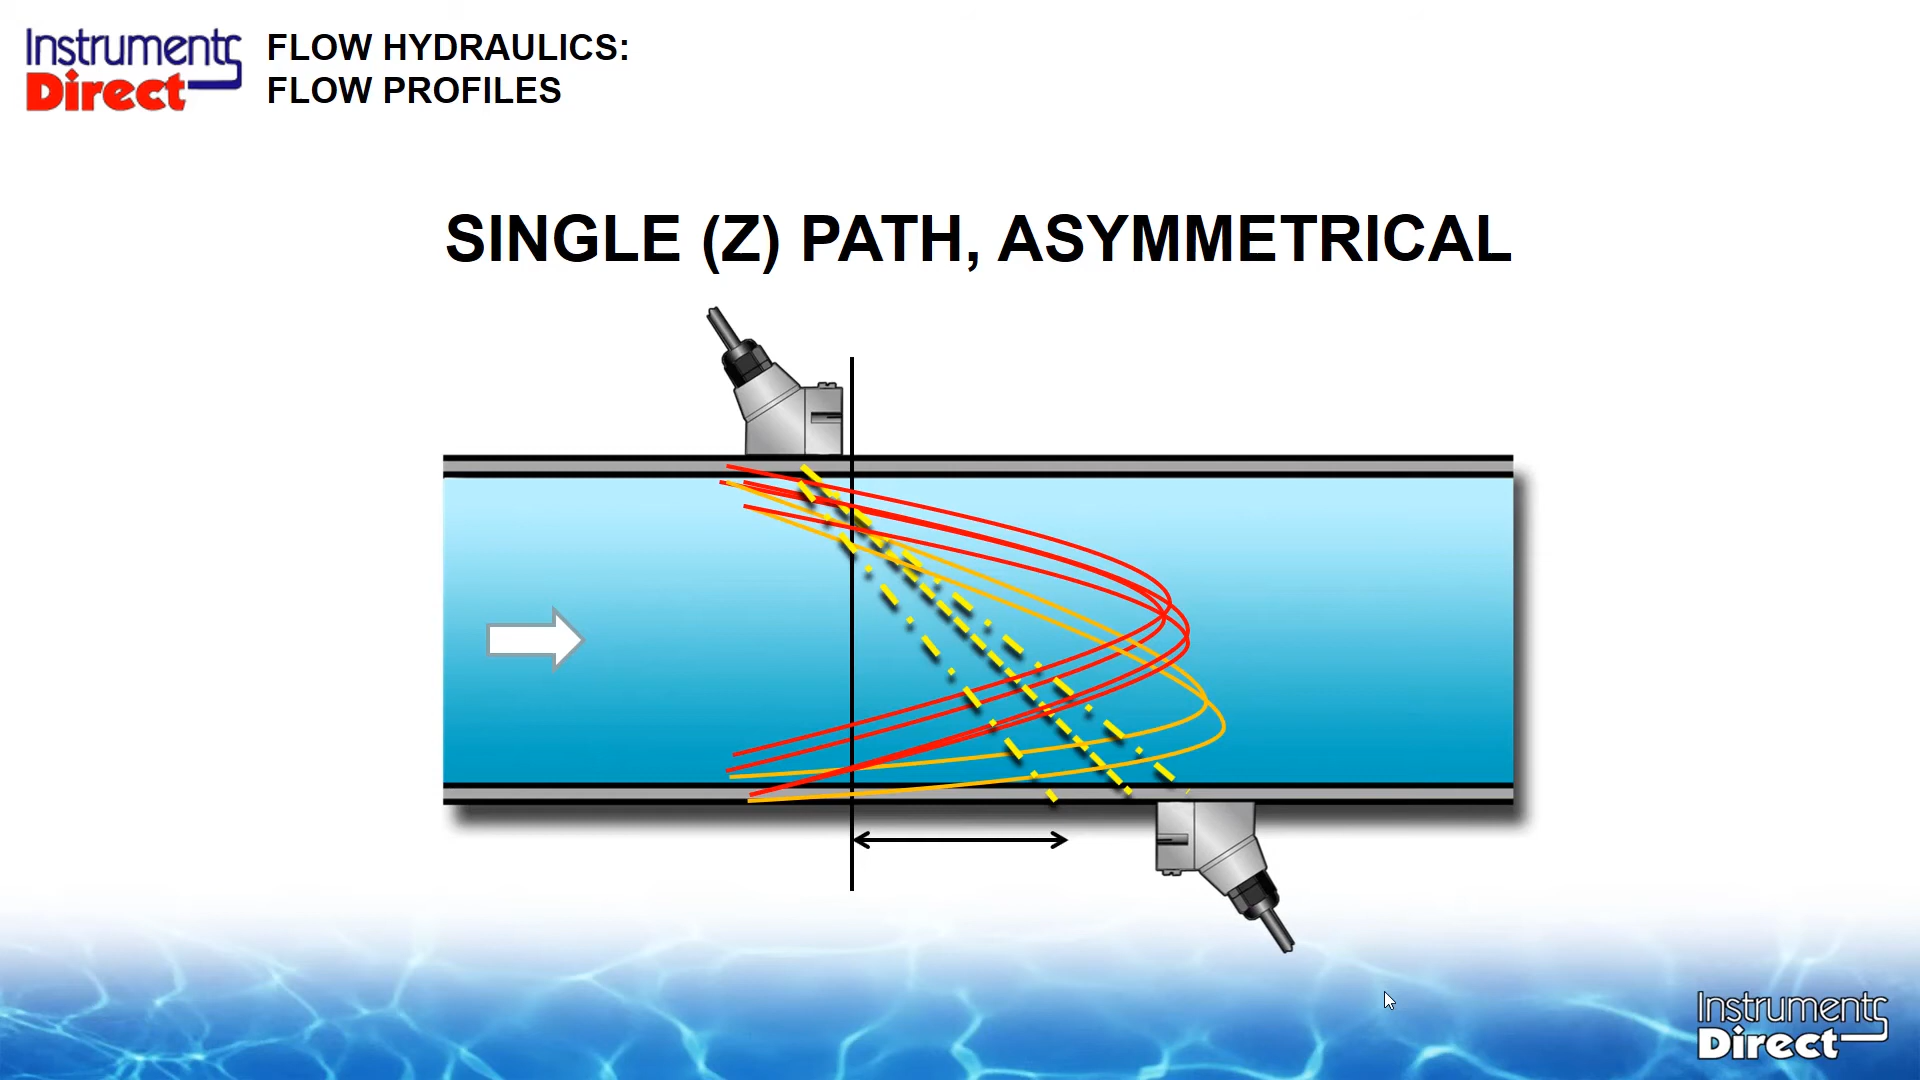 Instruments
Direct
FLOW HYDRAULICS:
FLOW PROFILES
SINGLE (Z) PATH, ASYMMETRICAL
Instruments
Direct